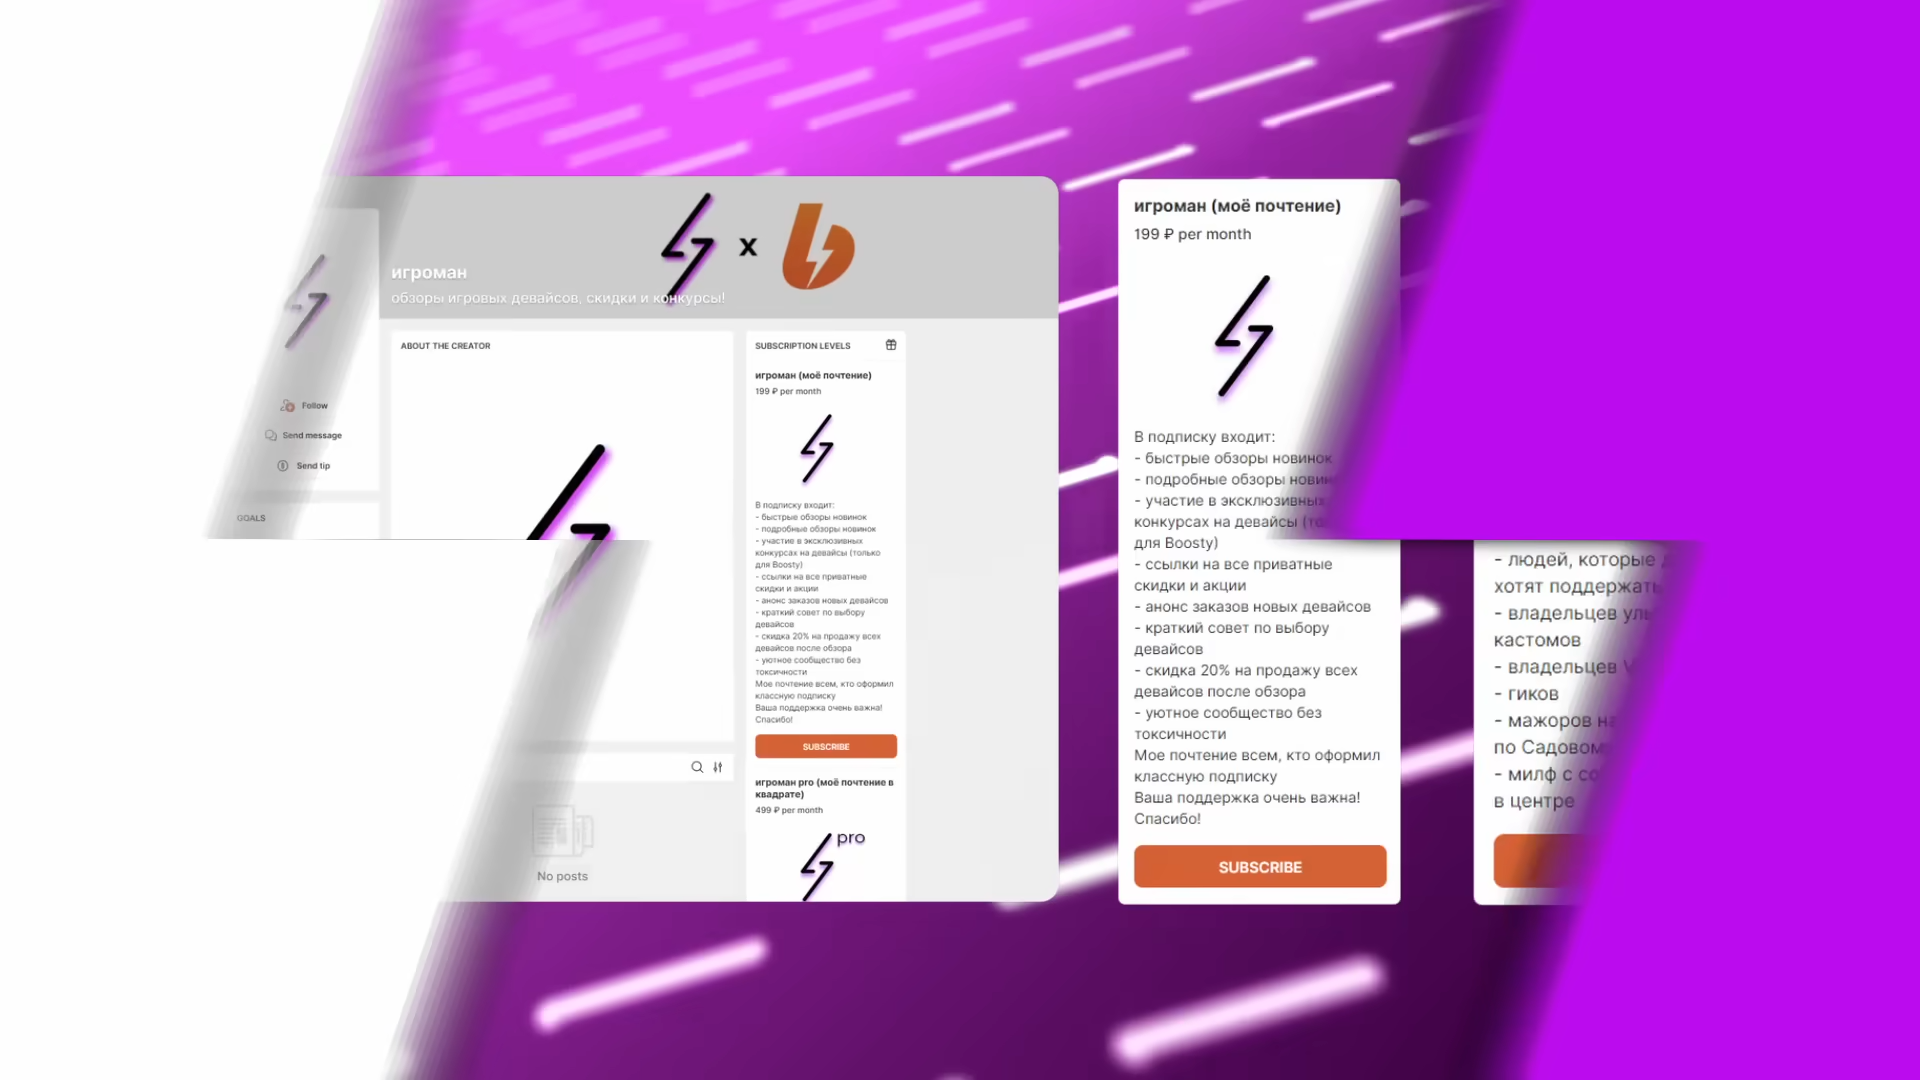 x
игроман
обзоры игровых девайсов, скидки и конкурсы!
Follow
Send message
Send tip
GOALS
ABOUT THE CREATOR
No posts
SUBSCRIPTION LEVELS
игроман (моё почтение)
199 ₽ per month
В подписку входит:
- быстрые обзоры новинок
- подробные обзоры новинок
- участие в эксклюзивных
конкурсах на девайсы (только
для Boosty)
- ссылки на все приватные
скидки и акции
- анонс заказов новых девайсов
- краткий совет по выбору
девайсов
- скидка 20% на продажу всех
девайсов после обзора
- уютное сообщество без
токсичности
Мое почтение всем, кто оформил
классную подписку
Ваша поддержка очень важна!
Спасибо!
SUBSCRIBE
игроман pro (моё почтение в
квадрате)
499 ₽ per month
pro
игроман (моё почтение)
199 ₽ per month
В подписку входит:
- быстрые обзоры новинок
- подробные обзоры
- участие в эксклюзивных
конкурсах на девайсы
для Boosty)
- ссылки на все приватные
скидки и акции
- анонс заказов новых девайсов
- краткий совет по выбору
девайсов
- скидка 20% на продажу всех
девайсов после обзора
- уютное сообщество без
токсичности
Мое почтение всем, кто оформил
классную подписку
Ваша поддержка очень важна!
Спасибо!
SUBSCRIBE
- людей, которые
хотят поддержать
- владельцев
кастомов
- владельцев
- гиков
- мажоров
по
- милф с
в центре